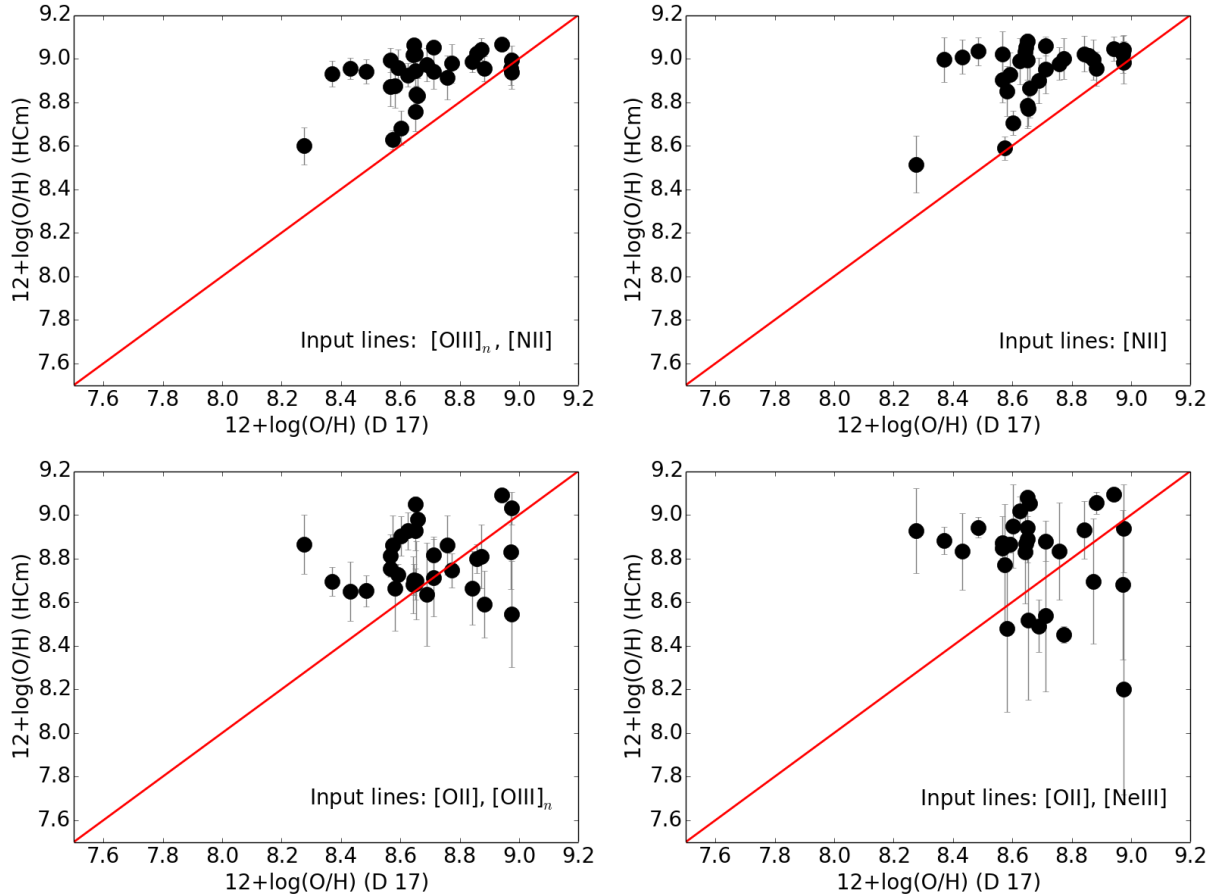 9.2
9.0
8.8
8.6
8.4
8.2
8.0
7.8
7.6
12+log(O/H) (HCm)
Input lines: [OIII]n, [NII]
7.6 7.8 8.0 8.2 8.4 8.6 8.8 9.0 9.2
12+log(O/H) (D 17)
9.2
9.0
8.8
8.6
8.4
8.2
8.0
7.8
7.6
12+log(O/H) (HCm)
Input lines: [NII]
7.6 7.8 8.0 8.2 8.4 8.6 8.8 9.0 9.2
12+log(O/H) (D 17)
9.2
9.0
8.8
8.6
8.4
8.2
8.0
7.8
7.6
12+log(O/H) (HCm)
Input lines: [OII], [OIII]n
7.6 7.8 8.0 8.2 8.4 8.6 8.8 9.0 9.2
12+log(O/H) (D 17)
9.2
9.0
8.8
8.6
8.4
8.2
8.0
7.8
7.6
12+log(O/H) (HCm)
Input lines: [OII], [NeIII]
7.6 7.8 8.0 8.2 8.4 8.6 8.8 9.0 9.2
12+log(O/H) (D 17)